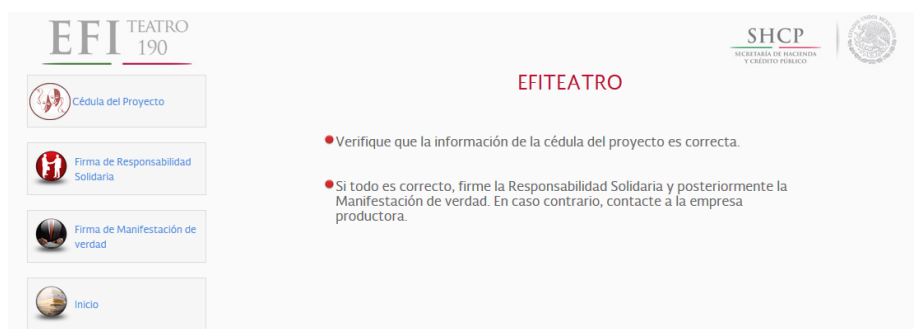 EFI TEATRO
190
SHCP
SECRETARÍA DE HACIENDA
Y CRÉDITO PÚBLICO
EFITEATRO
Cédula del Proyecto
Verifique que la información de la cédula del proyecto es correcta.
Firma de Responsabilidad
Solidaria
Si todo es correcto, firme la Responsabilidad Solidaria y posteriormente la
Manifestación de verdad. En caso contrario, contacte a la empresa
productora.
Firma de Manifestación de
verdad
Inicio